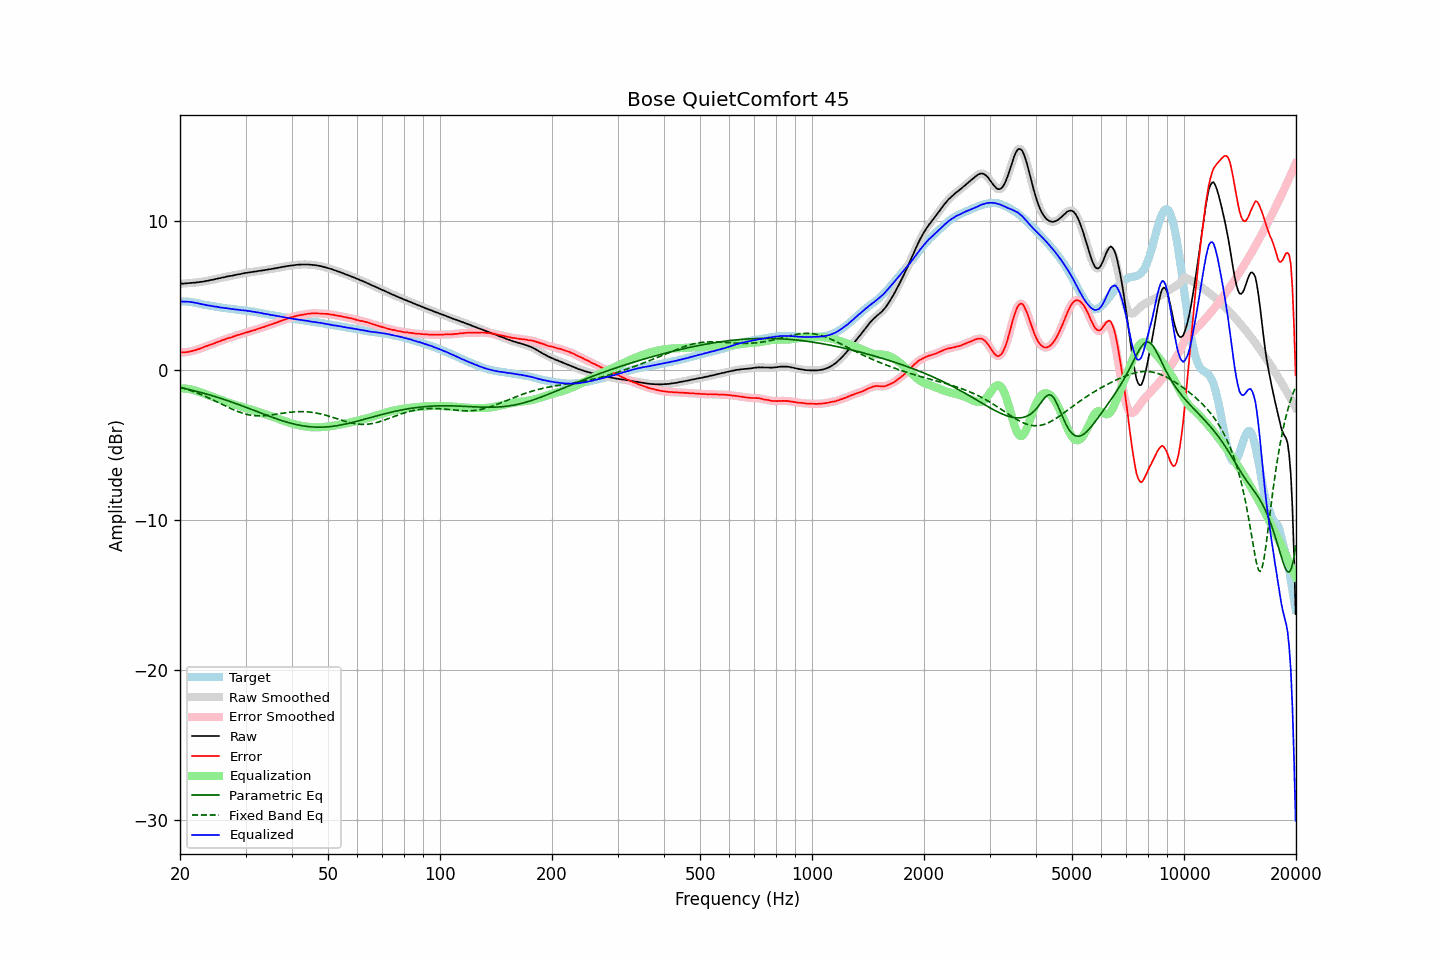 Bose QuietComfort 45
Amplitude (dBr)
10
0
−10
−20
−30
Target
Raw Smoothed
Error Smoothed
Raw
Error
Equalization
Parametric Eq
Fixed Band Eq
Equalized
20 50 100 200 500 1000 2000 5000 10000 20000
Frequency (Hz)